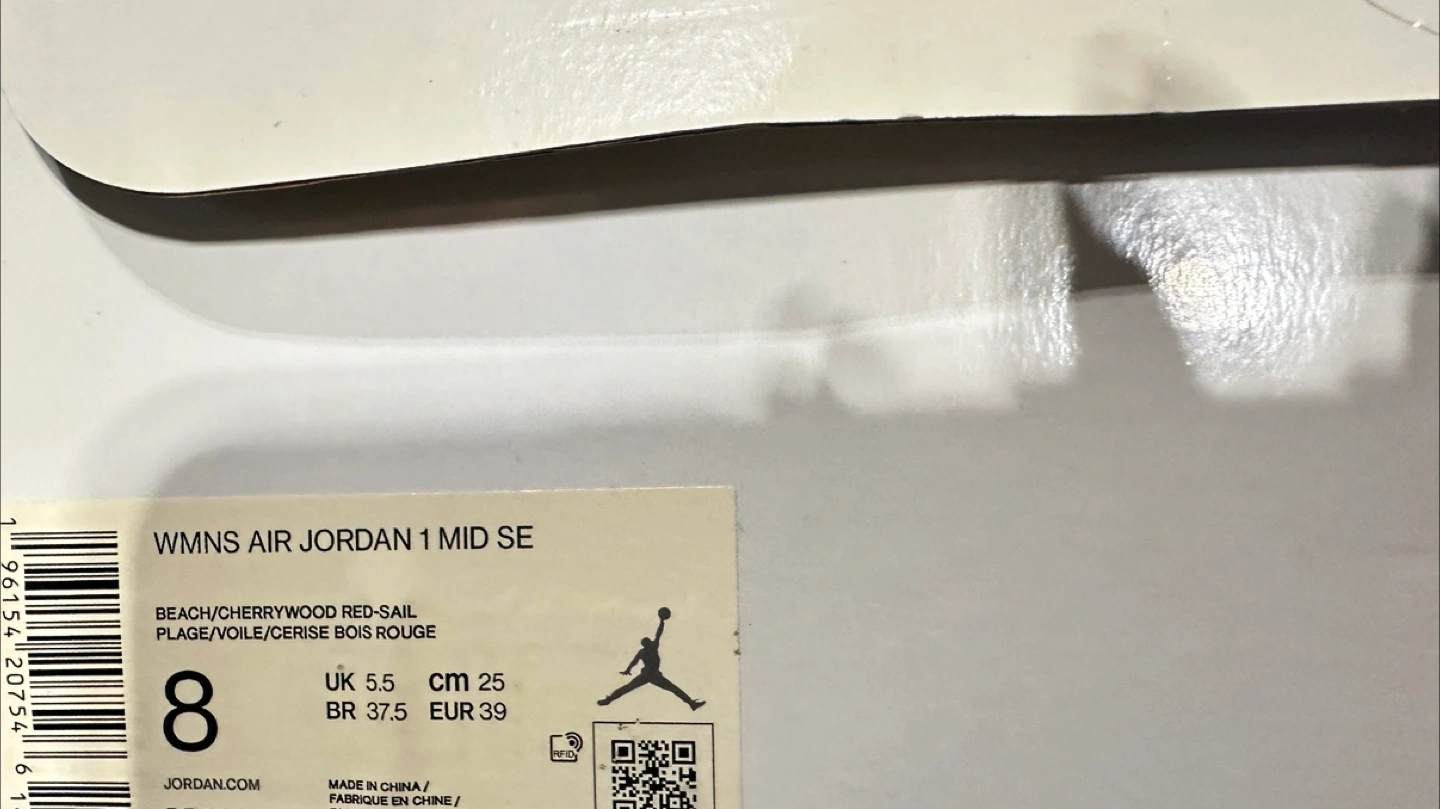 WMNS AIR JORDAN 1 MID SE
BEACH/CHERRYWOOD RED-SAIL
PLAGE/VOILE/CERISE BOIS ROUGE
8
UK 5.5 cm 25
BR 37.5 EUR 39
RFID
JORDAN.COM
MADE IN CHINA /
FABRIQUE EN CHINE /
1 96154 20754 6